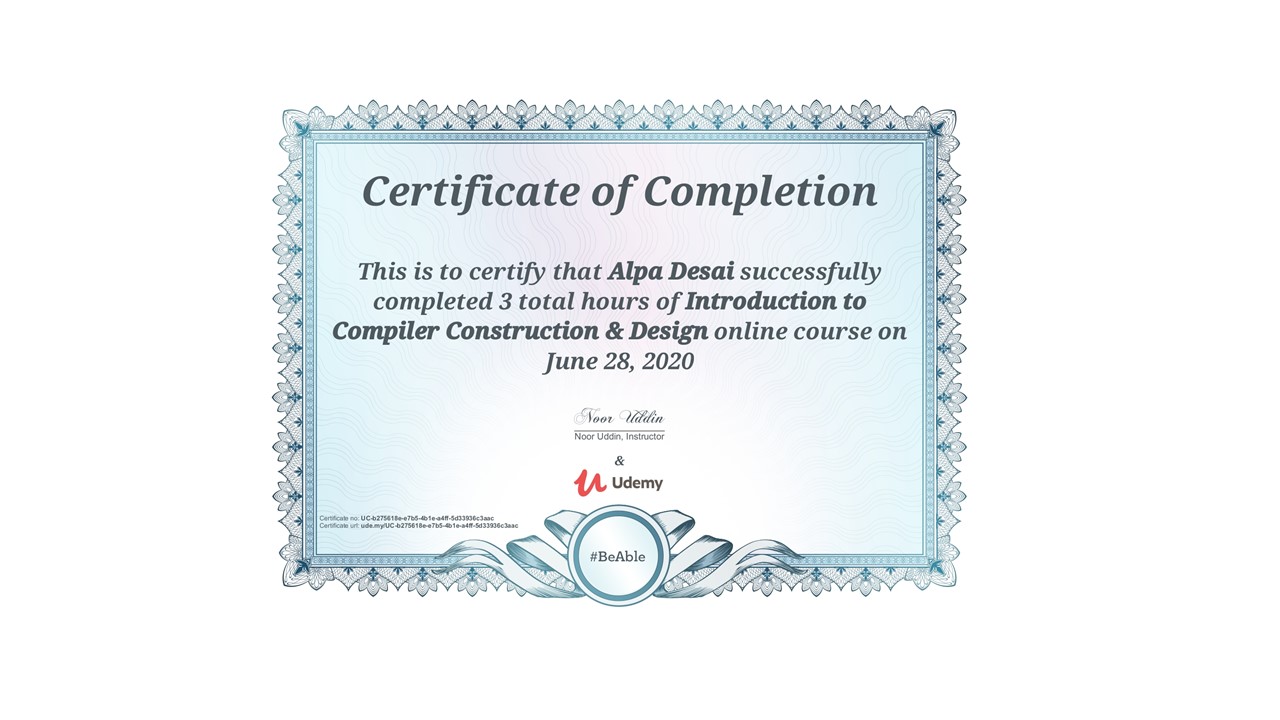 Certificate of Completion
This is to certify that Alpa Desai successfully
completed 3 total hours of Introduction to
Compiler Construction & Design online course on
June 28, 2020
Noor Uddin
Noor Uddin, Instructor
&
Udemy
Certificate no: UC-b275618e-e7b5-4b1e-a4ff-5d33936c3aac
Certificate url: ude.my/UC-b275618e-e7b5-4b1e-a4ff-5d33936c3aac
#BeAble